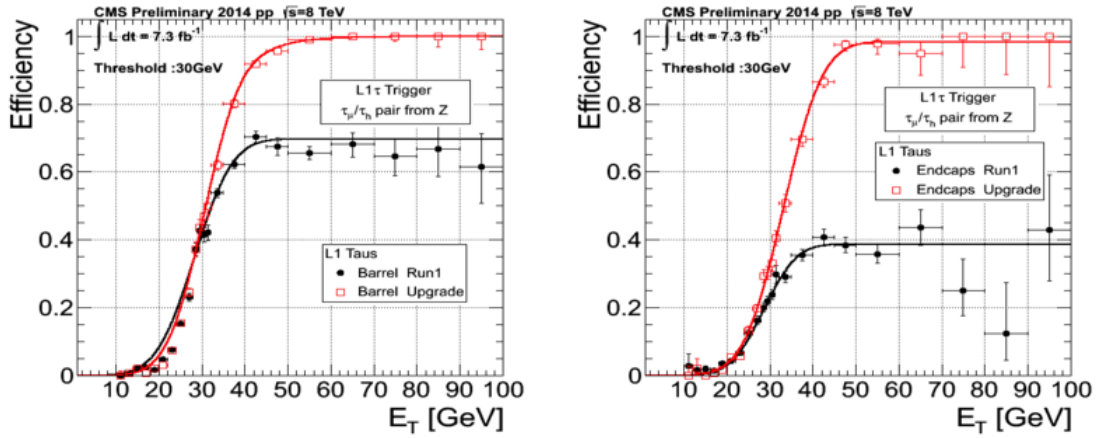 CMS Preliminary 2014 pp √s=8 TeV
∫ L dt = 7.3 fb⁻¹
Threshold :30GeV
L1τ Trigger
τμ/τh pair from Z
L1 Taus
Barrel Run1
Barrel Upgrade
Efficiency
1
0.8
0.6
0.4
0.2
0
10 20 30 40 50 60 70 80 90 100
E_T [GeV]
CMS Preliminary 2014 pp √s=8 TeV
∫ L dt = 7.3 fb⁻¹
Threshold :30GeV
L1τ Trigger
τμ/τh pair from Z
L1 Taus
Endcaps Run1
Endcaps Upgrade
Efficiency
1
0.8
0.6
0.4
0.2
0
10 20 30 40 50 60 70 80 90 100
E_T [GeV]